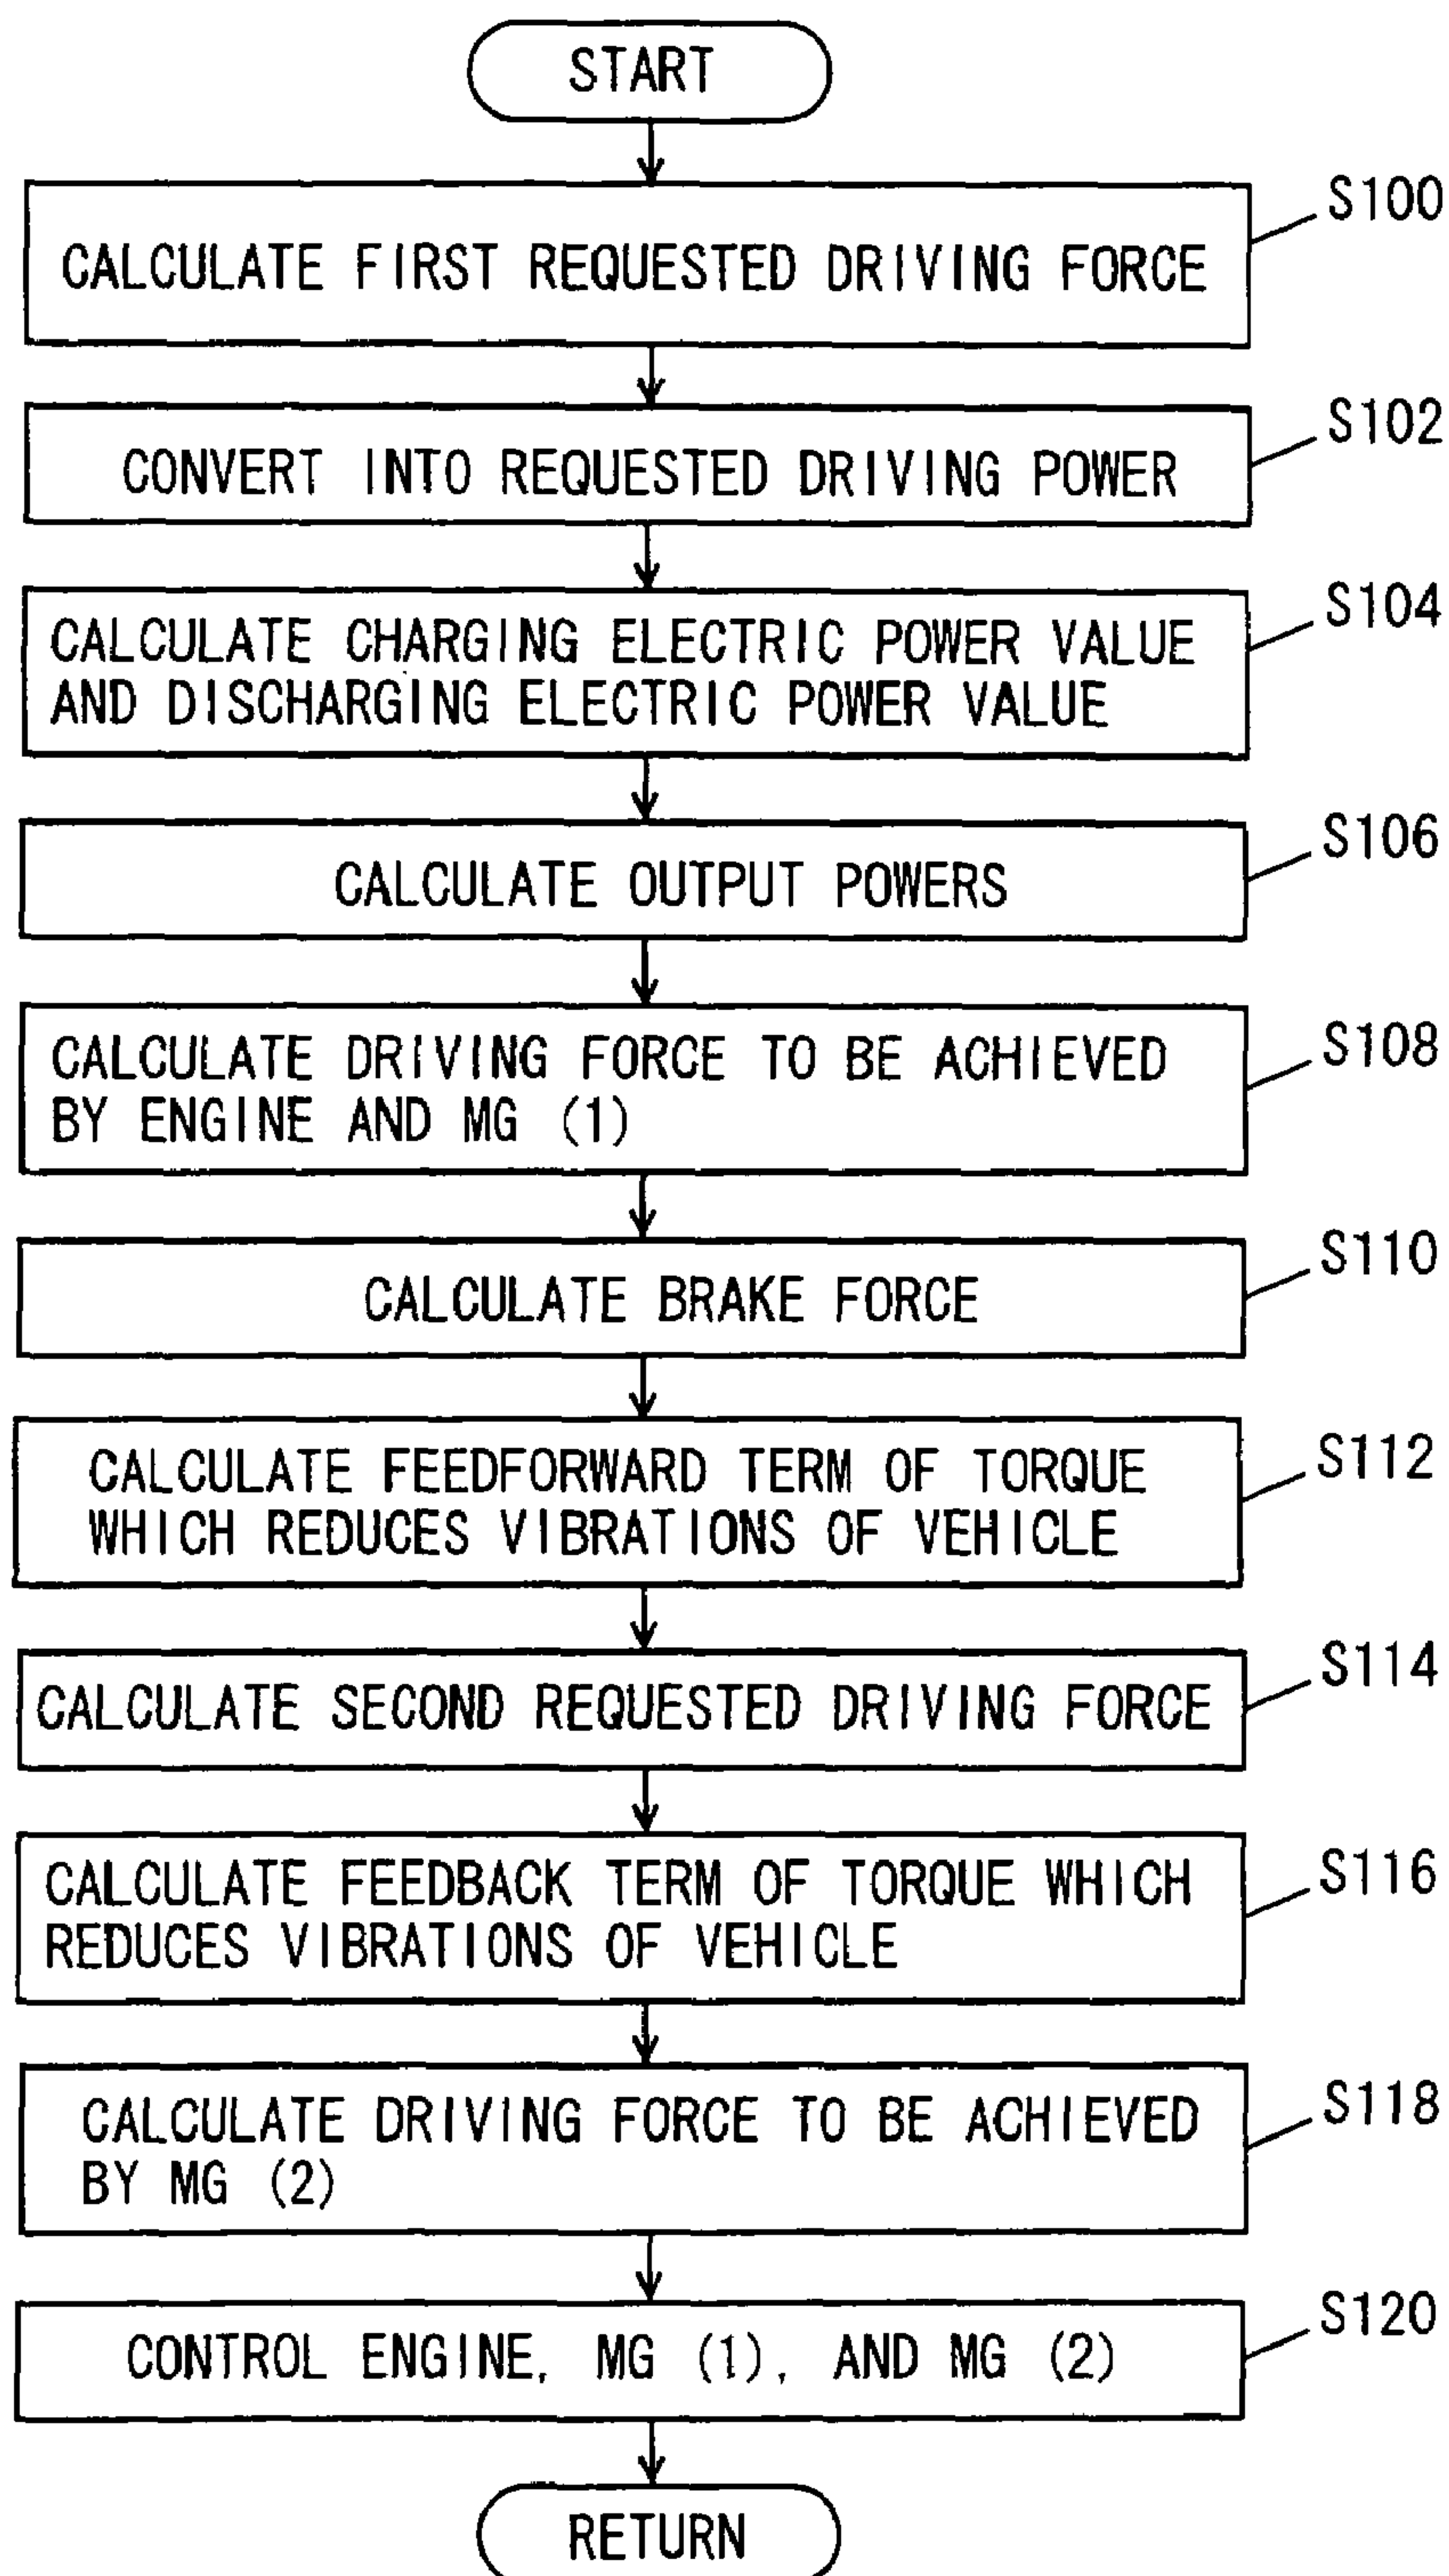 START
S100
CALCULATE FIRST REQUESTED DRIVING FORCE
S102
CONVERT INTO REQUESTED DRIVING POWER
S104
CALCULATE CHARGING ELECTRIC POWER VALUE
AND DISCHARGING ELECTRIC POWER VALUE
S106
CALCULATE OUTPUT POWERS
S108
CALCULATE DRIVING FORCE TO BE ACHIEVED
BY ENGINE AND MG (1)
S110
CALCULATE BRAKE FORCE
S112
CALCULATE FEEDFORWARD TERM OF TORQUE
WHICH REDUCES VIBRATIONS OF VEHICLE
S114
CALCULATE SECOND REQUESTED DRIVING FORCE
S116
CALCULATE FEEDBACK TERM OF TORQUE WHICH
REDUCES VIBRATIONS OF VEHICLE
S118
CALCULATE DRIVING FORCE TO BE ACHIEVED
BY MG (2)
S120
CONTROL ENGINE, MG (1), AND MG (2)
RETURN